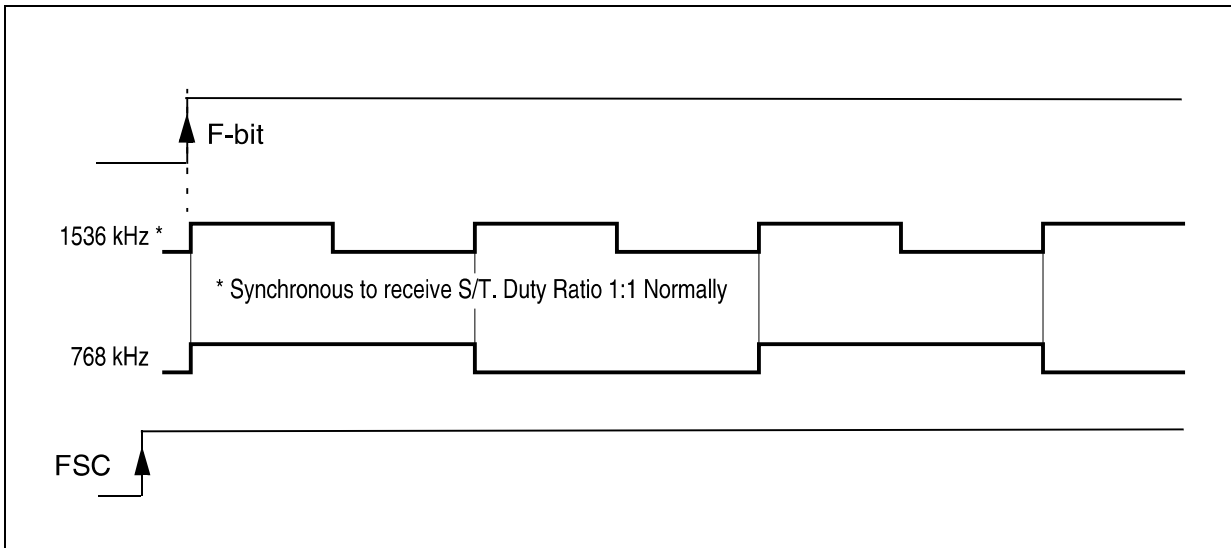 F-bit
1536 kHz *
* Synchronous to receive S/T. Duty Ratio 1:1 Normally
768 kHz
FSC